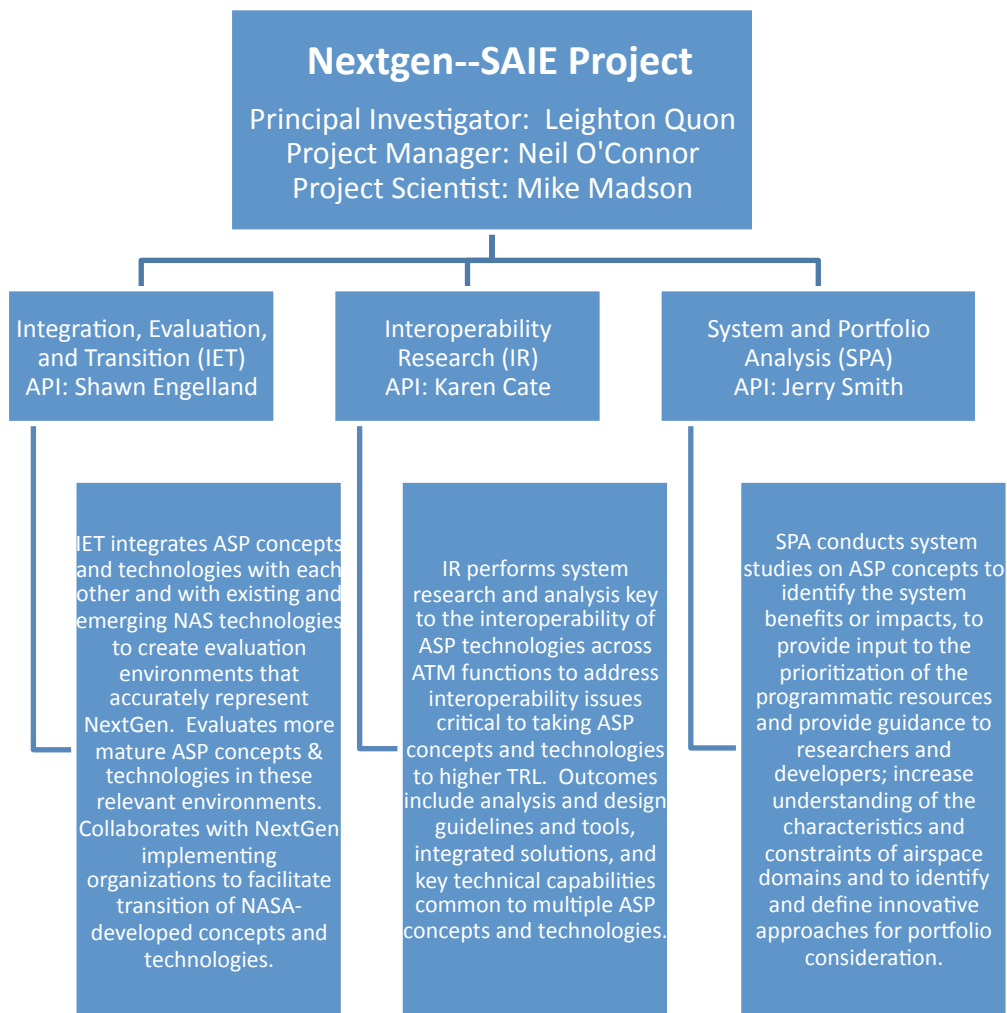 Nextgen--SAIE Project
Principal Investigator:  Leighton Quon
Project Manager: Neil O'Connor
Project Scientist: Mike Madson
Integration, Evaluation,
and Transition (IET)
API: Shawn Engelland
Interoperability
Research (IR)
API: Karen Cate
System and Portfolio
Analysis (SPA)
API: Jerry Smith
IET integrates ASP concepts
and technologies with each
other and with existing and
emerging NAS technologies
to create evaluation
environments that
accurately represent
NextGen.  Evaluates more
mature ASP concepts &
technologies in these
relevant environments.
Collaborates with NextGen
implementing
organizations to facilitate
transition of NASA-
developed concepts and
technologies.
IR performs system
research and analysis key
to the interoperability of
ASP technologies across
ATM functions to address
interoperability issues
critical to taking ASP
concepts and technologies
to higher TRL.  Outcomes
include analysis and design
guidelines and tools,
integrated solutions, and
key technical capabilities
common to multiple ASP
concepts and technologies.
SPA conducts system
studies on ASP concepts to
identify the system
benefits or impacts, to
provide input to the
prioritization of the
programmatic resources
and provide guidance to
researchers and
developers; increase
understanding of the
characteristics and
constraints of airspace
domains and to identify
and define innovative
approaches for portfolio
consideration.